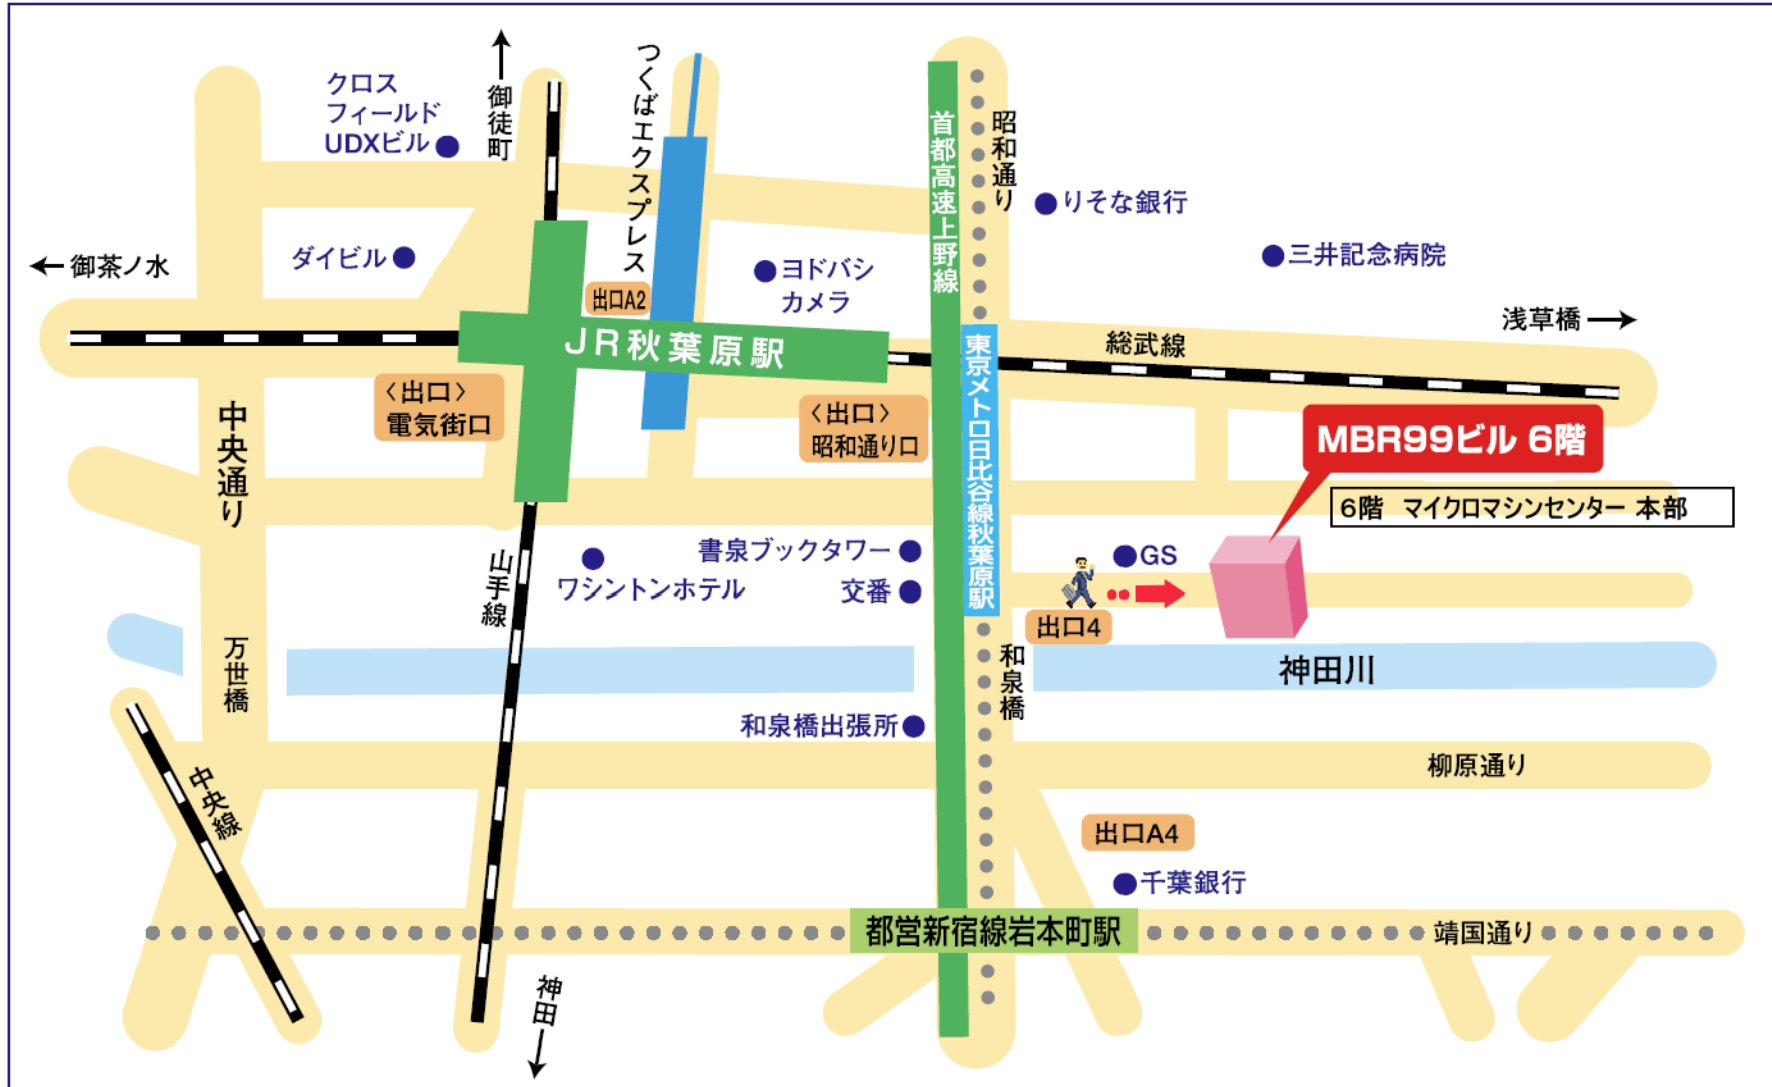 クロス
フィールド
UDXビル
御徒町
つくばエクスプレス
首都高速上野線
昭和通り
りそな銀行
三井記念病院
御茶ノ水
ダイビル
ヨドバシ
カメラ
出口A2
浅草橋
JR秋葉原駅
総武線
東京メトロ日比谷線秋葉原駅
〈出口〉
電気街口
〈出口〉
昭和通り口
中央通り
MBR99ビル 6階
6階 マイクロマシンセンター 本部
書泉ブックタワー
GS
山手線
ワシントンホテル
交番
出口4
万世橋
和泉橋
神田川
和泉橋出張所
柳原通り
中央線
出口A4
千葉銀行
都営新宿線岩本町駅
靖国通り
神田